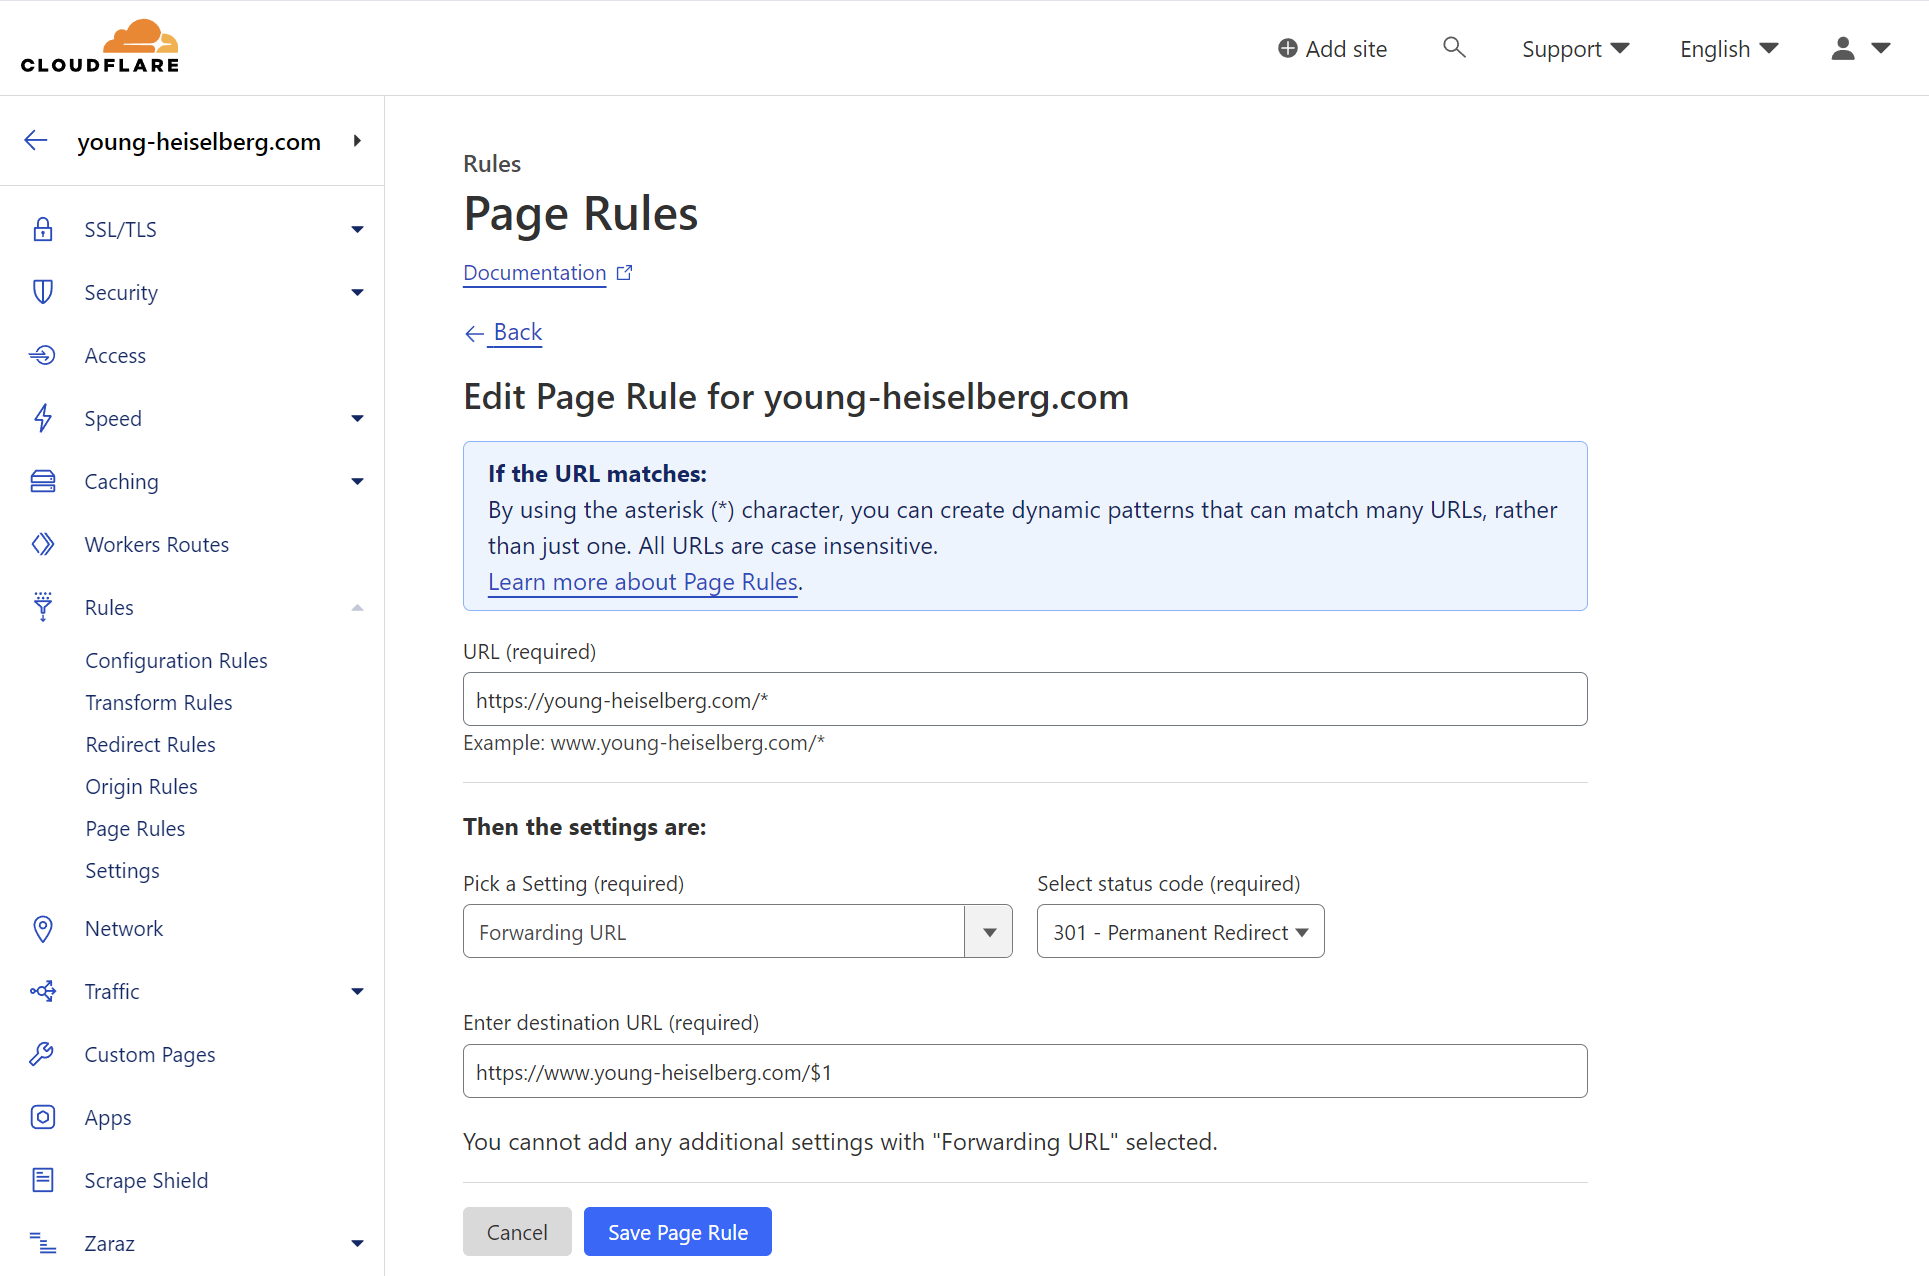 CLOUDFLARE
Add site
Support
English
young-heiselberg.com
SSL/TLS
Security
Access
Speed
Caching
Workers Routes
Rules
Configuration Rules
Transform Rules
Redirect Rules
Origin Rules
Page Rules
Settings
Network
Traffic
Custom Pages
Apps
Scrape Shield
Zaraz
Rules
Page Rules
Documentation
Back
Edit Page Rule for young-heiselberg.com
If the URL matches:
By using the asterisk (*) character, you can create dynamic patterns that can match many URLs, rather
than just one. All URLs are case insensitive.
Learn more about Page Rules.
URL (required)
https://young-heiselberg.com/*
Example: www.young-heiselberg.com/*
Then the settings are:
Pick a Setting (required)
Select status code (required)
Forwarding URL
301 - Permanent Redirect
Enter destination URL (required)
https://www.young-heiselberg.com/$1
You cannot add any additional settings with "Forwarding URL" selected.
Cancel
Save Page Rule